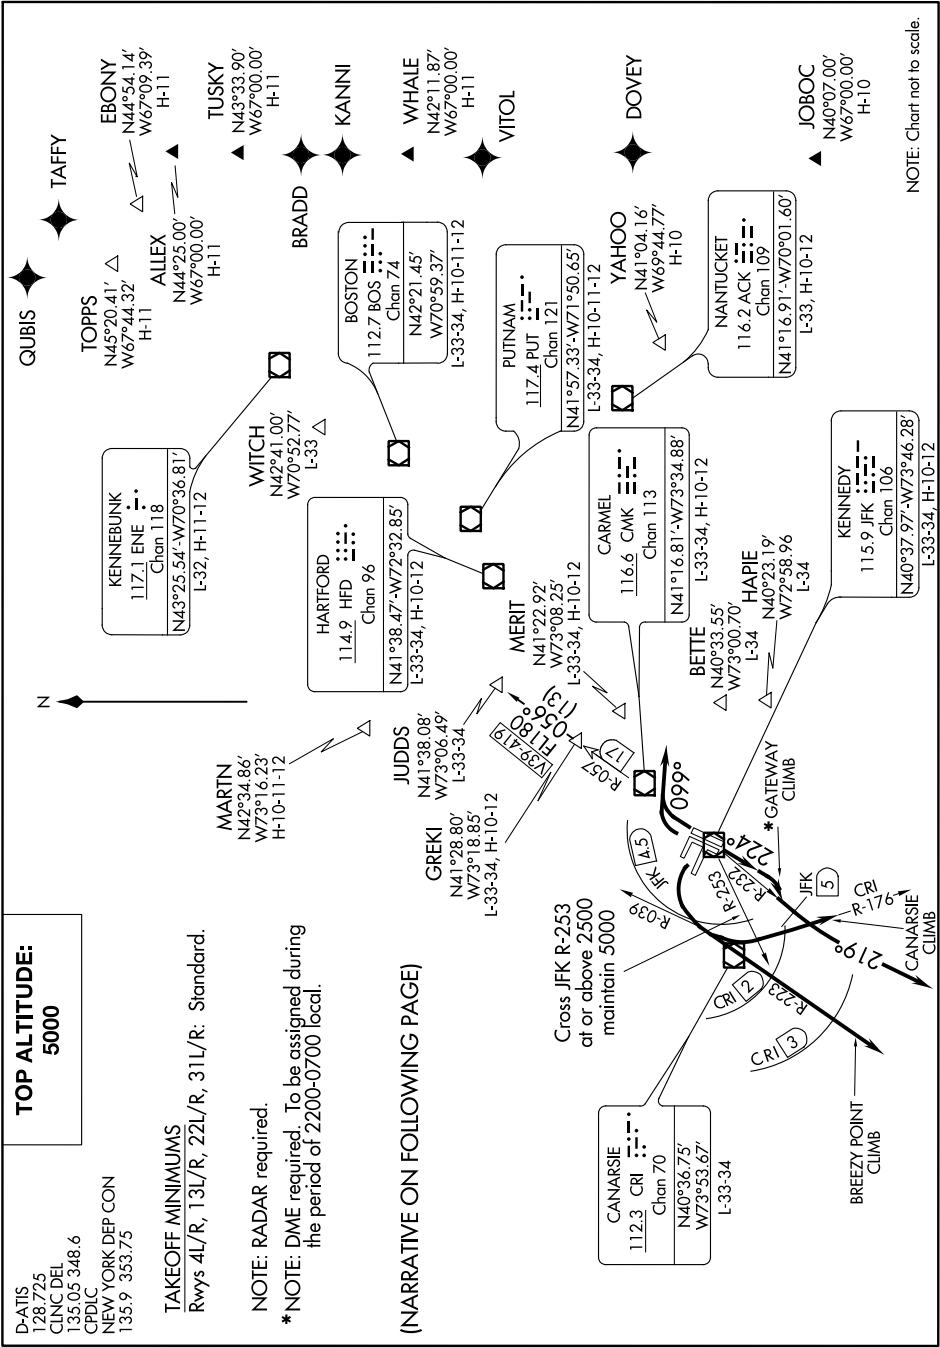 D-ATIS
128.725
CLNC DEL
135.05 348.6
CPDLC
NEW YORK DEP CON
135.9 353.75
TOP ALTITUDE:
5000
TAKEOFF MINIMUMS
Rwys 4L/R, 13L/R, 22L/R, 31L/R: Standard.
NOTE: RADAR required.
*NOTE: DME required. To be assigned during
the period of 2200-0700 local.
(NARRATIVE ON FOLLOWING PAGE)
N
MARTN
N42°34.86'
W73°16.23'
H-10-11-12
KENNEBUNK
117.1 ENE
Chan 118
N43°25.54'-W70°36.81'
L-32, H-11-12
QUBIS
TAFFY
TOPPS
N45°20.41'
W67°44.32'
H-11
EBONY
N44°54.14'
W67°09.39'
H-11
ALLEX
N44°25.00'
W67°00.00'
H-11
TUSKY
N43°33.90'
W67°00.00'
H-11
BRADD
KANNI
WITCH
N42°41.00'
W70°52.77'
L-33
BOSTON
112.7 BOS
Chan 74
N42°21.45'
W70°59.37'
L-33-34, H-10-11-12
WHALE
N42°11.87'
W67°00.00'
H-11
VITOL
HARTFORD
114.9 HFD
Chan 96
N41°38.47'-W72°32.85'
L-33-34, H-10-12
PUTNAM
117.4 PUT
Chan 121
N41°57.33'-W71°50.65'
L-33-34, H-10-11-12
JUDDS
N41°38.08'
W73°06.49'
L-33-34
GREKI
N41°28.80'
W73°18.85'
L-33-34, H-10-12
MERIT
N41°22.92'
W73°08.25'
L-33-34, H-10-12
V39-419
FL180
056°
(13)
R-057
17
YAHOO
N41°04.16'
W69°44.77'
H-10
DOVEY
CARMEL
116.6 CMK
Chan 113
N41°16.81'-W73°34.88'
L-33-34, H-10-12
NANTUCKET
116.2 ACK
Chan 109
N41°16.91'-W70°01.60'
L-33, H-10-12
BETTE
N40°33.55'
W73°00.70'
L-34
HAPIE
N40°23.19'
W72°58.96
L-34
KENNEDY
115.9 JFK
Chan 106
N40°37.97'-W73°46.28'
L-33-34, H-10-12
JOBOC
N40°07.00'
W67°00.00'
H-10
Cross JFK R-253
at or above 2500
maintain 5000
R-039
JFK 4.5
099°
224°
R-253
R-232
*GATEWAY
CLIMB
JFK 5
CRI
R-176
CANARSIE
CLIMB
219°
CRI 2
R-223
CRI 3
CANARSIE
112.3 CRI
Chan 70
N40°36.75'
W73°53.67'
L-33-34
BREEZY POINT
CLIMB
NOTE: Chart not to scale.